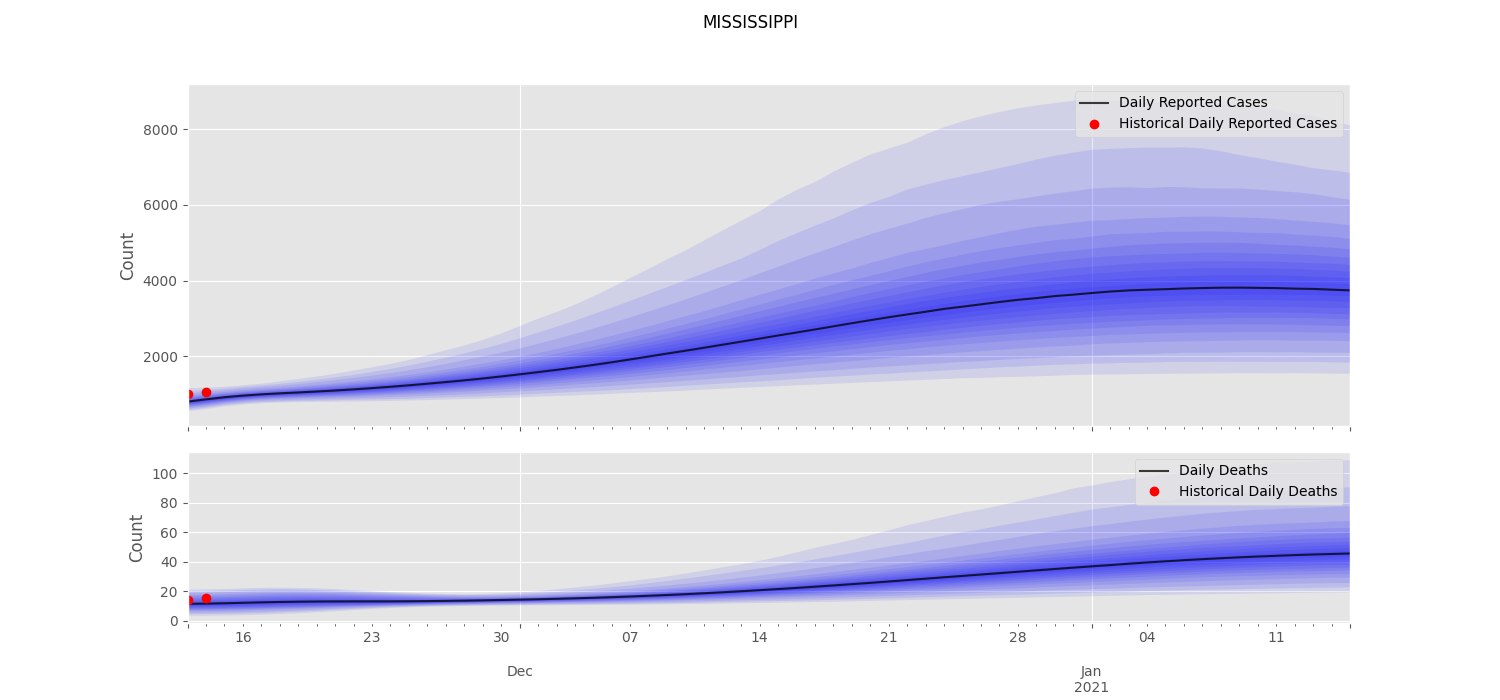 MISSISSIPPI
Daily Reported Cases
Historical Daily Reported Cases
8000
6000
4000
2000
Count
Daily Deaths
Historical Daily Deaths
100
80
60
40
20
0
Count
16 23 30 07 14 21 28 04 11
Dec Jan
2021